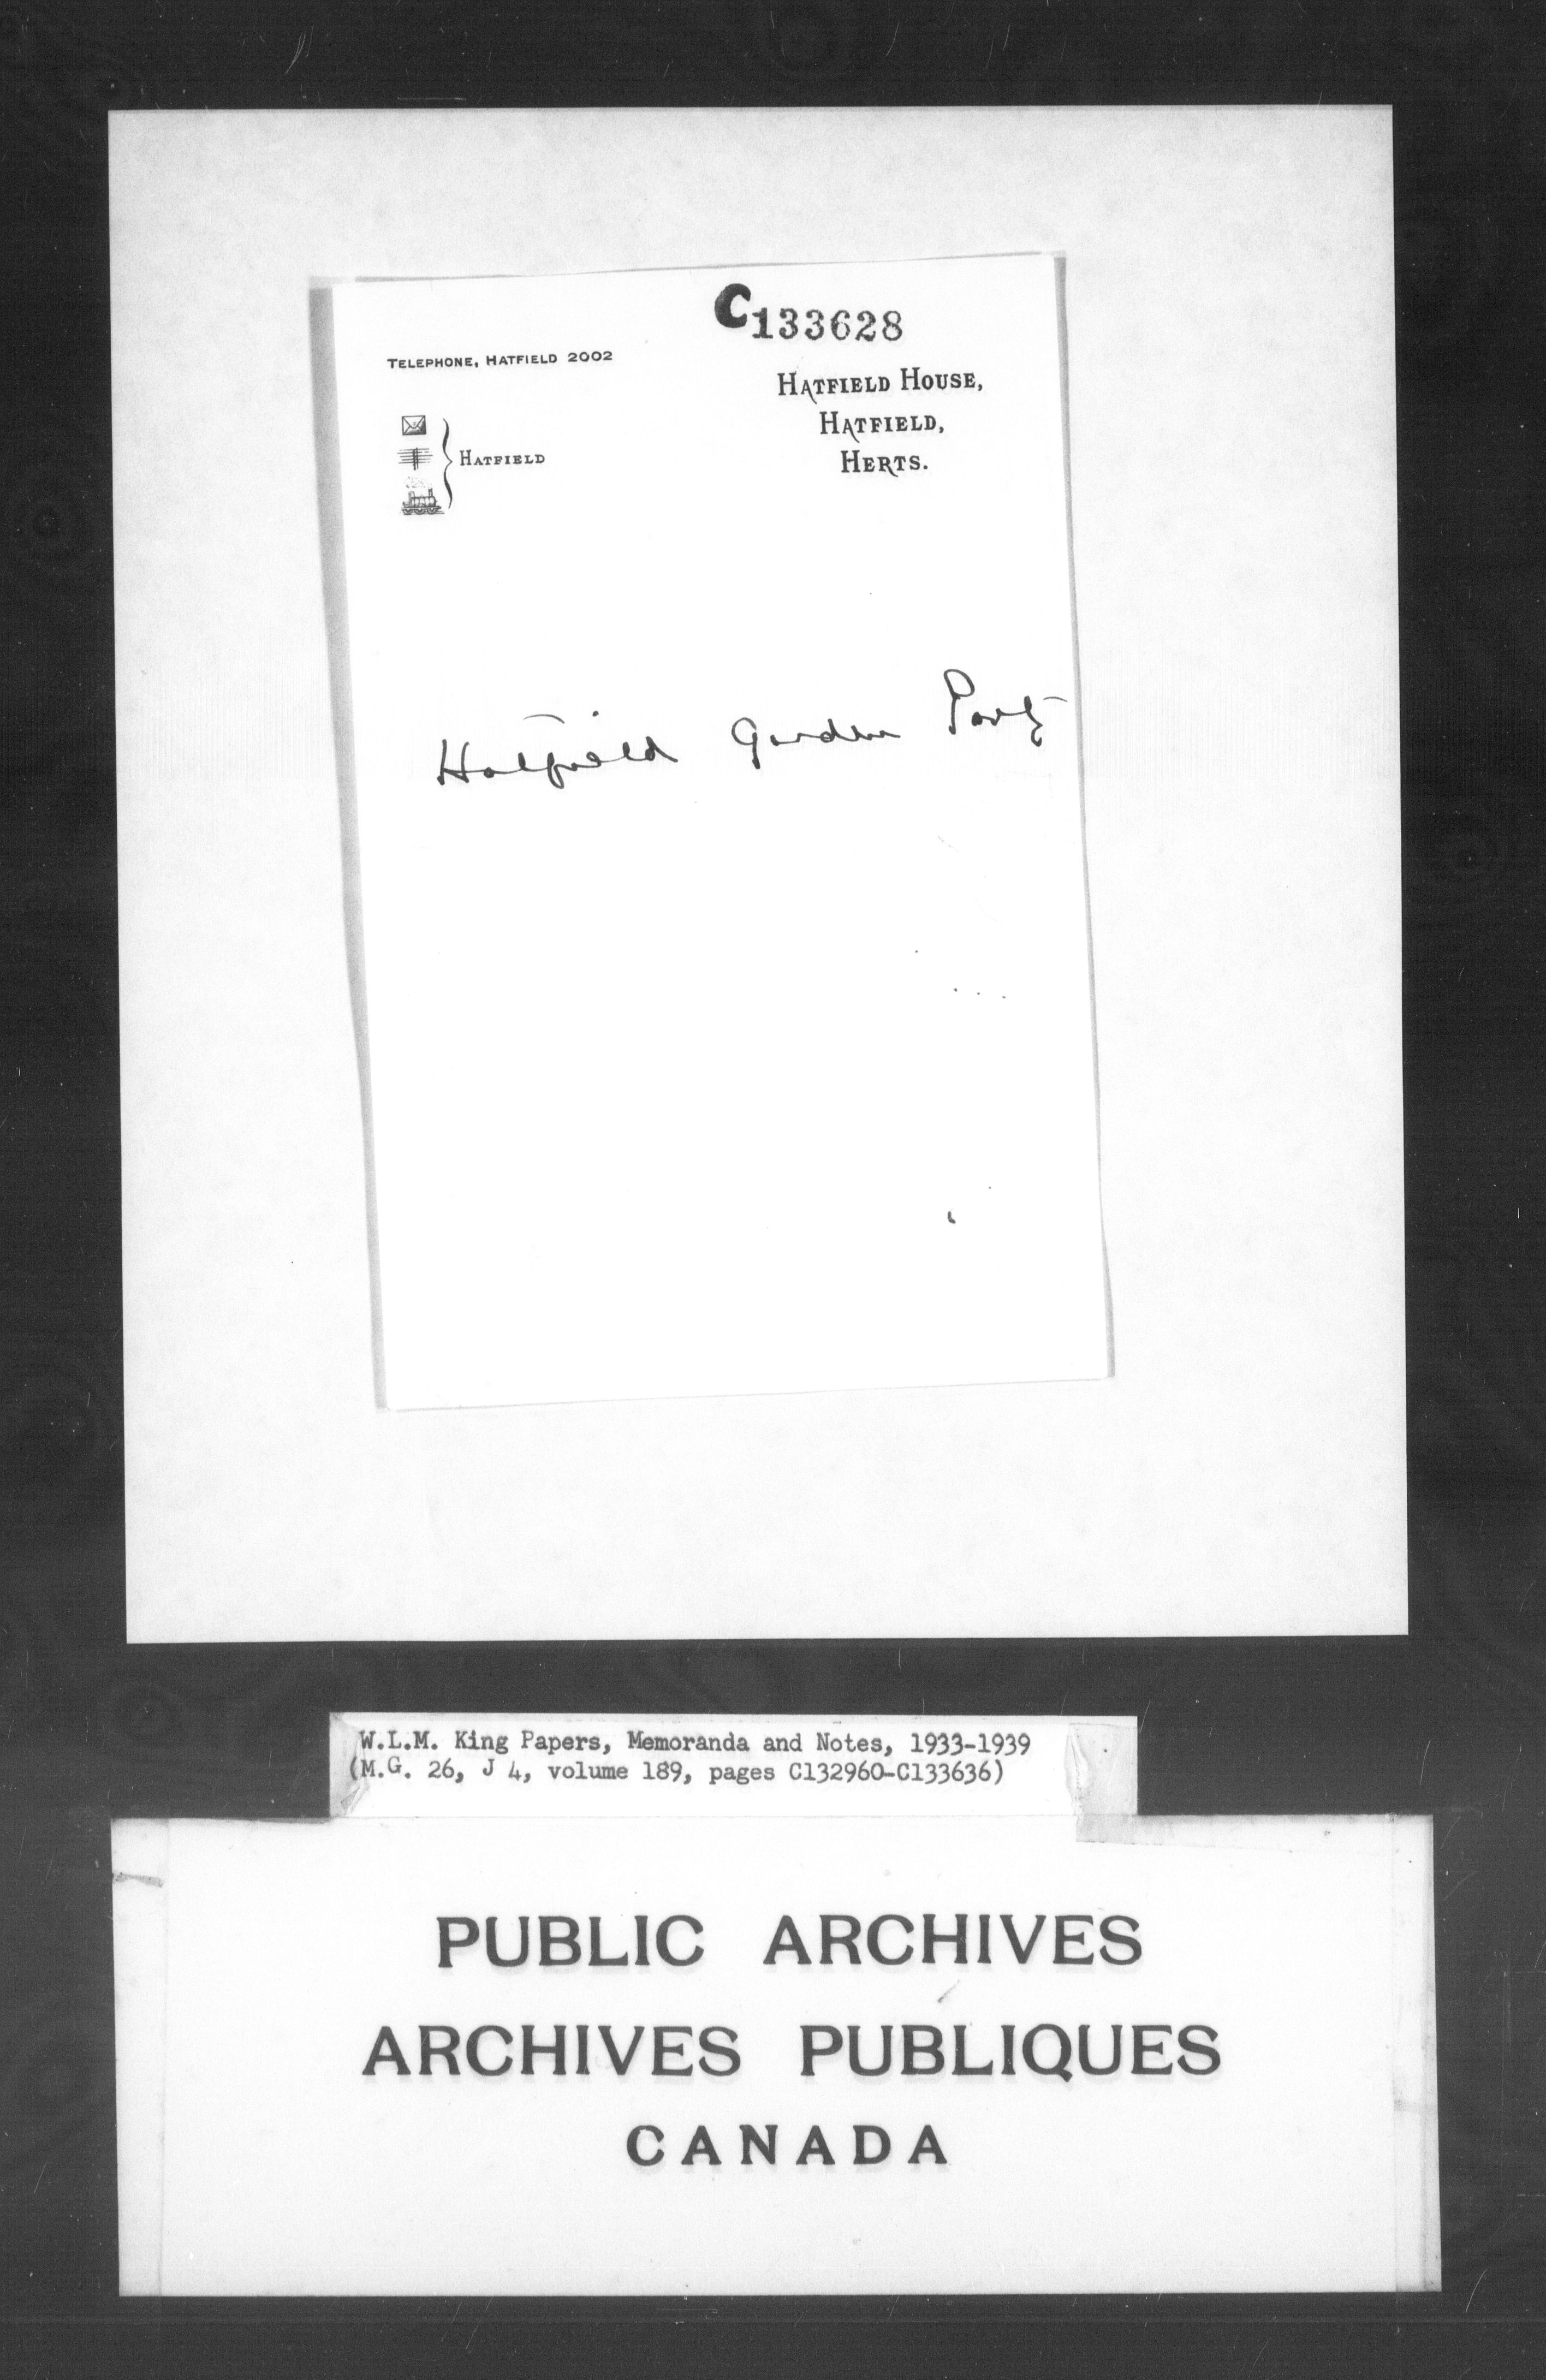 C133628
TELEPHONE, HATFIELD 2002
HATFIELD HOUSE,
HATFIELD,
HERTS.
HATFIELD
Hatfield Garden Party
W.L.M. King Papers, Memoranda and Notes, 1933-1939
(M.G. 26, J 4, volume 189, pages C132960-C133636)
PUBLIC ARCHIVES
ARCHIVES PUBLIQUES
CANADA